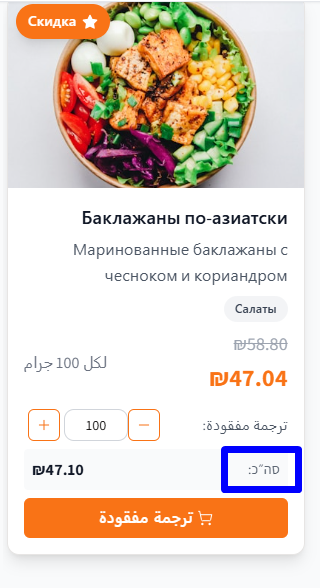 Скидка
Баклажаны по-азиатски
Маринованные баклажаны с
чесноком и кориандром
Салаты
₪58.80
₪47.04
لكل 100 جرام
ترجمة مفقودة:
− 100 +
סה״כ:
₪47.10
ترجمة مفقودة